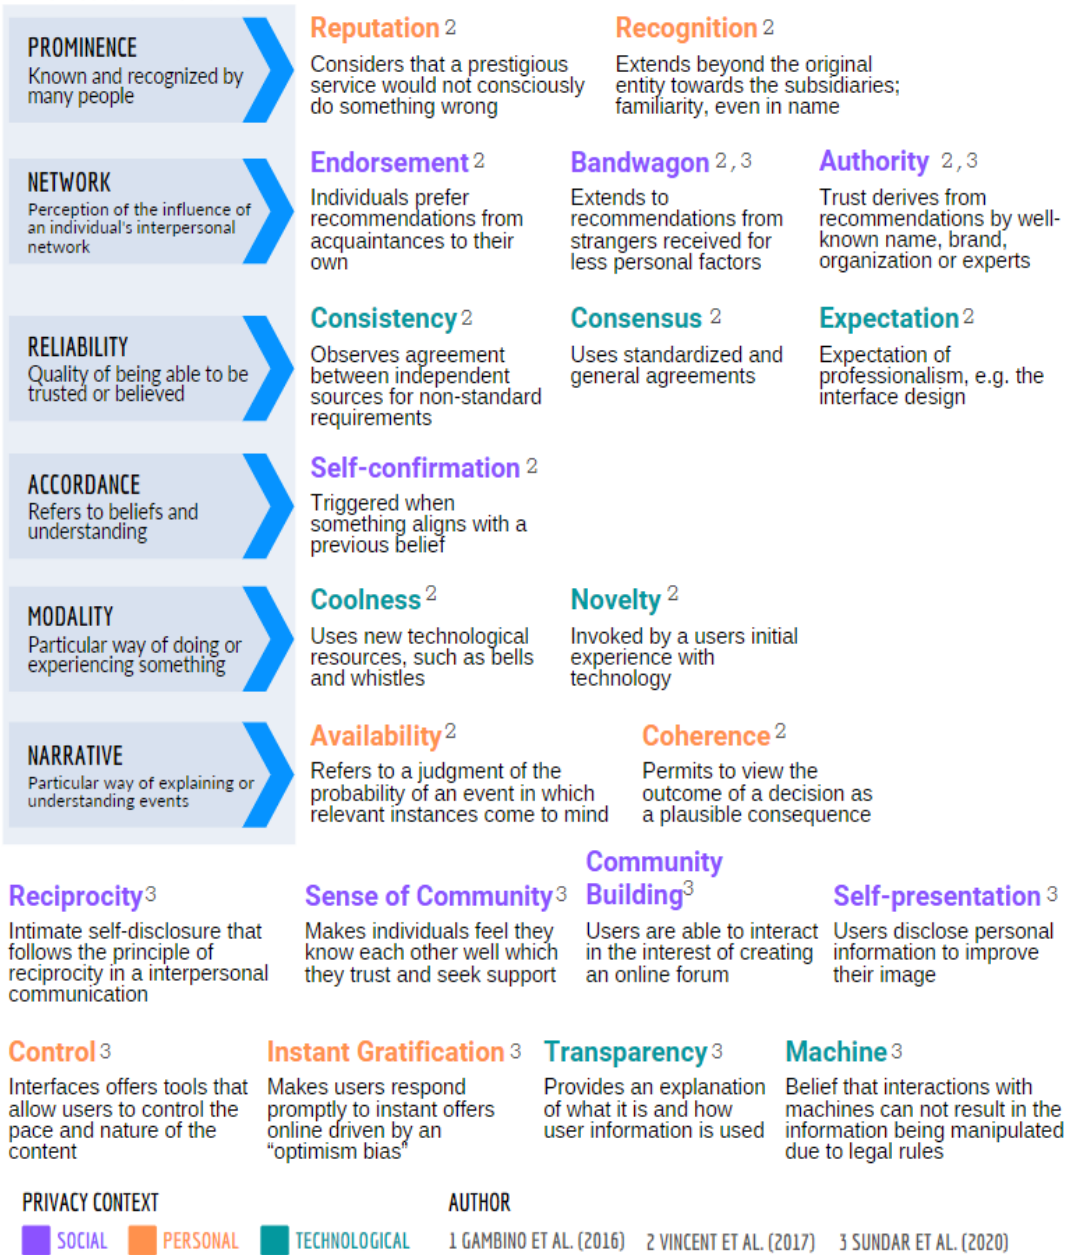 PROMINENCE
Known and recognized by
many people
Reputation 2
Considers that a prestigious
service would not consciously
do something wrong
Recognition 2
Extends beyond the original
entity towards the subsidiaries;
familiarity, even in name
NETWORK
Perception of the influence of
an individual's interpersonal
network
Endorsement 2
Individuals prefer
recommendations from
acquaintances to their
own
Bandwagon 2,3
Extends to
recommendations from
strangers received for
less personal factors
Authority 2,3
Trust derives from
recommendations by well-
known name, brand,
organization or experts
RELIABILITY
Quality of being able to be
trusted or believed
Consistency 2
Observes agreement
between independent
sources for non-standard
requirements
Consensus 2
Uses standardized and
general agreements
Expectation 2
Expectation of
professionalism, e.g. the
interface design
ACCORDANCE
Refers to beliefs and
understanding
Self-confirmation 2
Triggered when
something aligns with a
previous belief
MODALITY
Particular way of doing or
experiencing something
Coolness 2
Uses new technological
resources, such as bells
and whistles
Novelty 2
Invoked by a users initial
experience with
technology
NARRATIVE
Particular way of explaining or
understanding events
Availability 2
Refers to a judgment of the
probability of an event in which
relevant instances come to mind
Coherence 2
Permits to view the
outcome of a decision as
a plausible consequence
Reciprocity 3
Intimate self-disclosure that
follows the principle of
reciprocity in a interpersonal
communication
Sense of Community 3
Makes individuals feel they
know each other well which
they trust and seek support
Community
Building 3
Users are able to interact
in the interest of creating
an online forum
Self-presentation 3
Users disclose personal
information to improve
their image
Control 3
Interfaces offers tools that
allow users to control the
pace and nature of the
content
Instant Gratification 3
Makes users respond
promptly to instant offers
online driven by an
“optimism bias”
Transparency 3
Provides an explanation
of what it is and how
user information is used
Machine 3
Belief that interactions with
machines can not result in the
information being manipulated
due to legal rules
PRIVACY CONTEXT
SOCIAL PERSONAL TECHNOLOGICAL
AUTHOR
1 GAMBINO ET AL. (2016) 2 VINCENT ET AL. (2017) 3 SUNDAR ET AL. (2020)